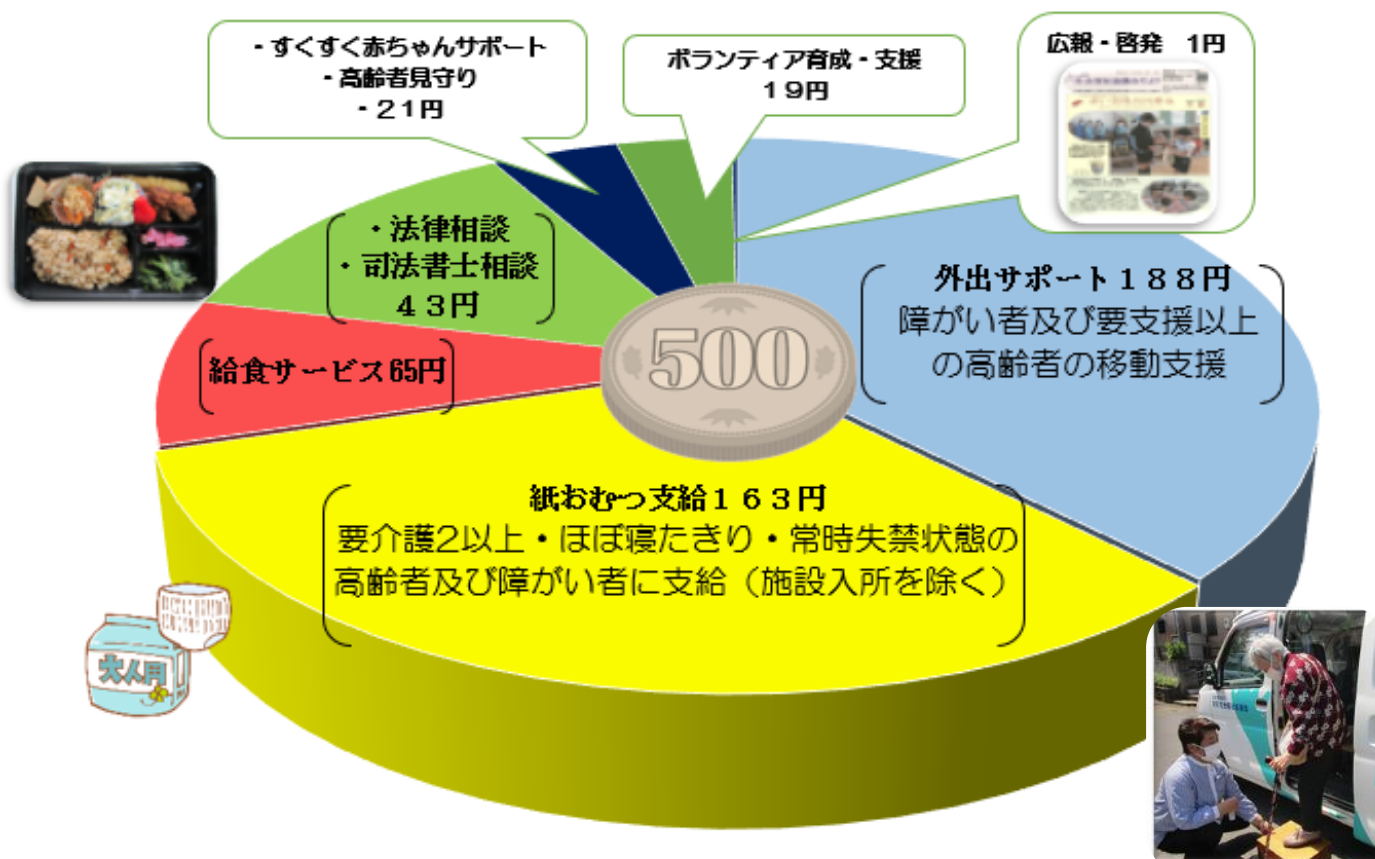 ・すくすく赤ちゃんサポート
・高齢者見守り
・21円
ボランティア育成・支援
１９円
広報・啓発　1円
・法律相談
・司法書士相談
４３円
外出サポート１８８円
障がい者及び要支援以上
の高齢者の移動支援
給食サービス65円
500
紙おむつ支給１６３円
要介護2以上・ほぼ寝たきり・常時失禁状態の
高齢者及び障がい者に支給（施設入所を除く）
大人用